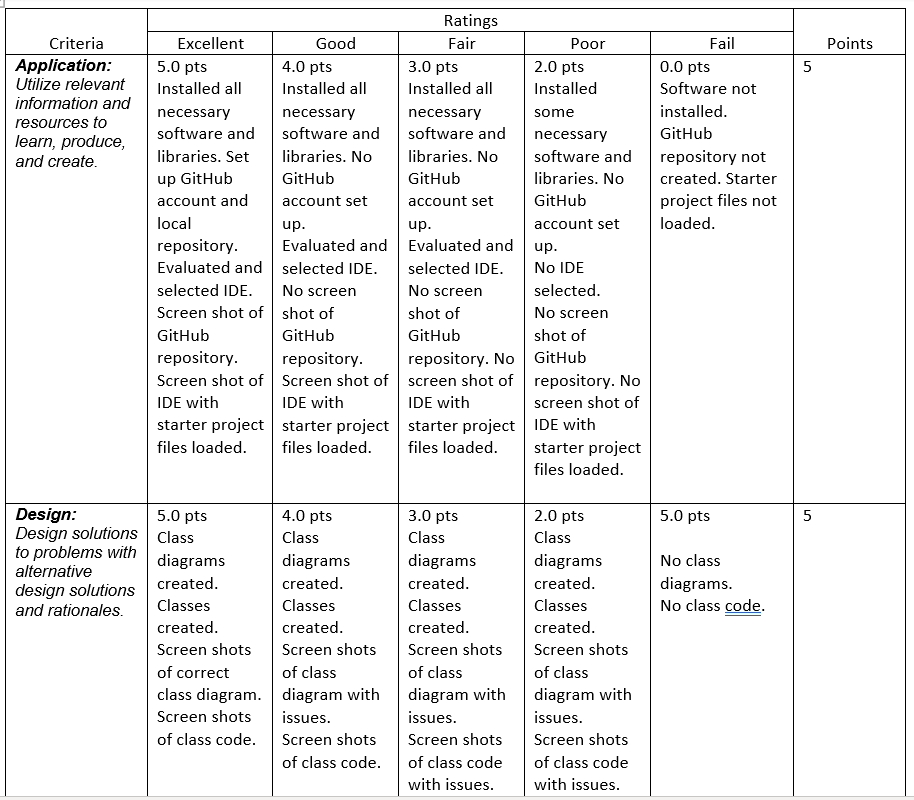 Ratings
Criteria
Excellent
Good
Fair
Poor
Fail
Points
Application:
Utilize relevant
information and
resources to
learn, produce,
and create.
5.0 pts
Installed all
necessary
software and
libraries. Set
up GitHub
account and
local
repository.
Evaluated and
selected IDE.
Screen shot of
GitHub
repository.
Screen shot of
IDE with
starter project
files loaded.
4.0 pts
Installed all
necessary
software and
libraries. No
GitHub
account set
up.
Evaluated and
selected IDE.
No screen
shot of
GitHub
repository.
Screen shot of
IDE with
starter project
files loaded.
3.0 pts
Installed all
necessary
software and
libraries. No
GitHub
account set
up.
Evaluated and
selected IDE.
No screen
shot of
GitHub
repository. No
screen shot of
IDE with
starter project
files loaded.
2.0 pts
Installed
some
necessary
software and
libraries. No
GitHub
account set
up.
No IDE
selected.
No screen
shot of
GitHub
repository. No
screen shot of
IDE with
starter project
files loaded.
0.0 pts
Software not
installed.
GitHub
repository not
created. Starter
project files not
loaded.
5
Design:
Design solutions
to problems with
alternative
design solutions
and rationales.
5.0 pts
Class
diagrams
created.
Classes
created.
Screen shots
of correct
class diagram.
Screen shots
of class code.
4.0 pts
Class
diagrams
created.
Classes
created.
Screen shots
of class
diagram with
issues.
Screen shots
of class code.
3.0 pts
Class
diagrams
created.
Classes
created.
Screen shots
of class
diagram with
issues.
Screen shots
of class code
with issues.
2.0 pts
Class
diagrams
created.
Classes
created.
Screen shots
of class
diagram with
issues.
Screen shots
of class code
with issues.
5.0 pts
No class
diagrams.
No class code.
5